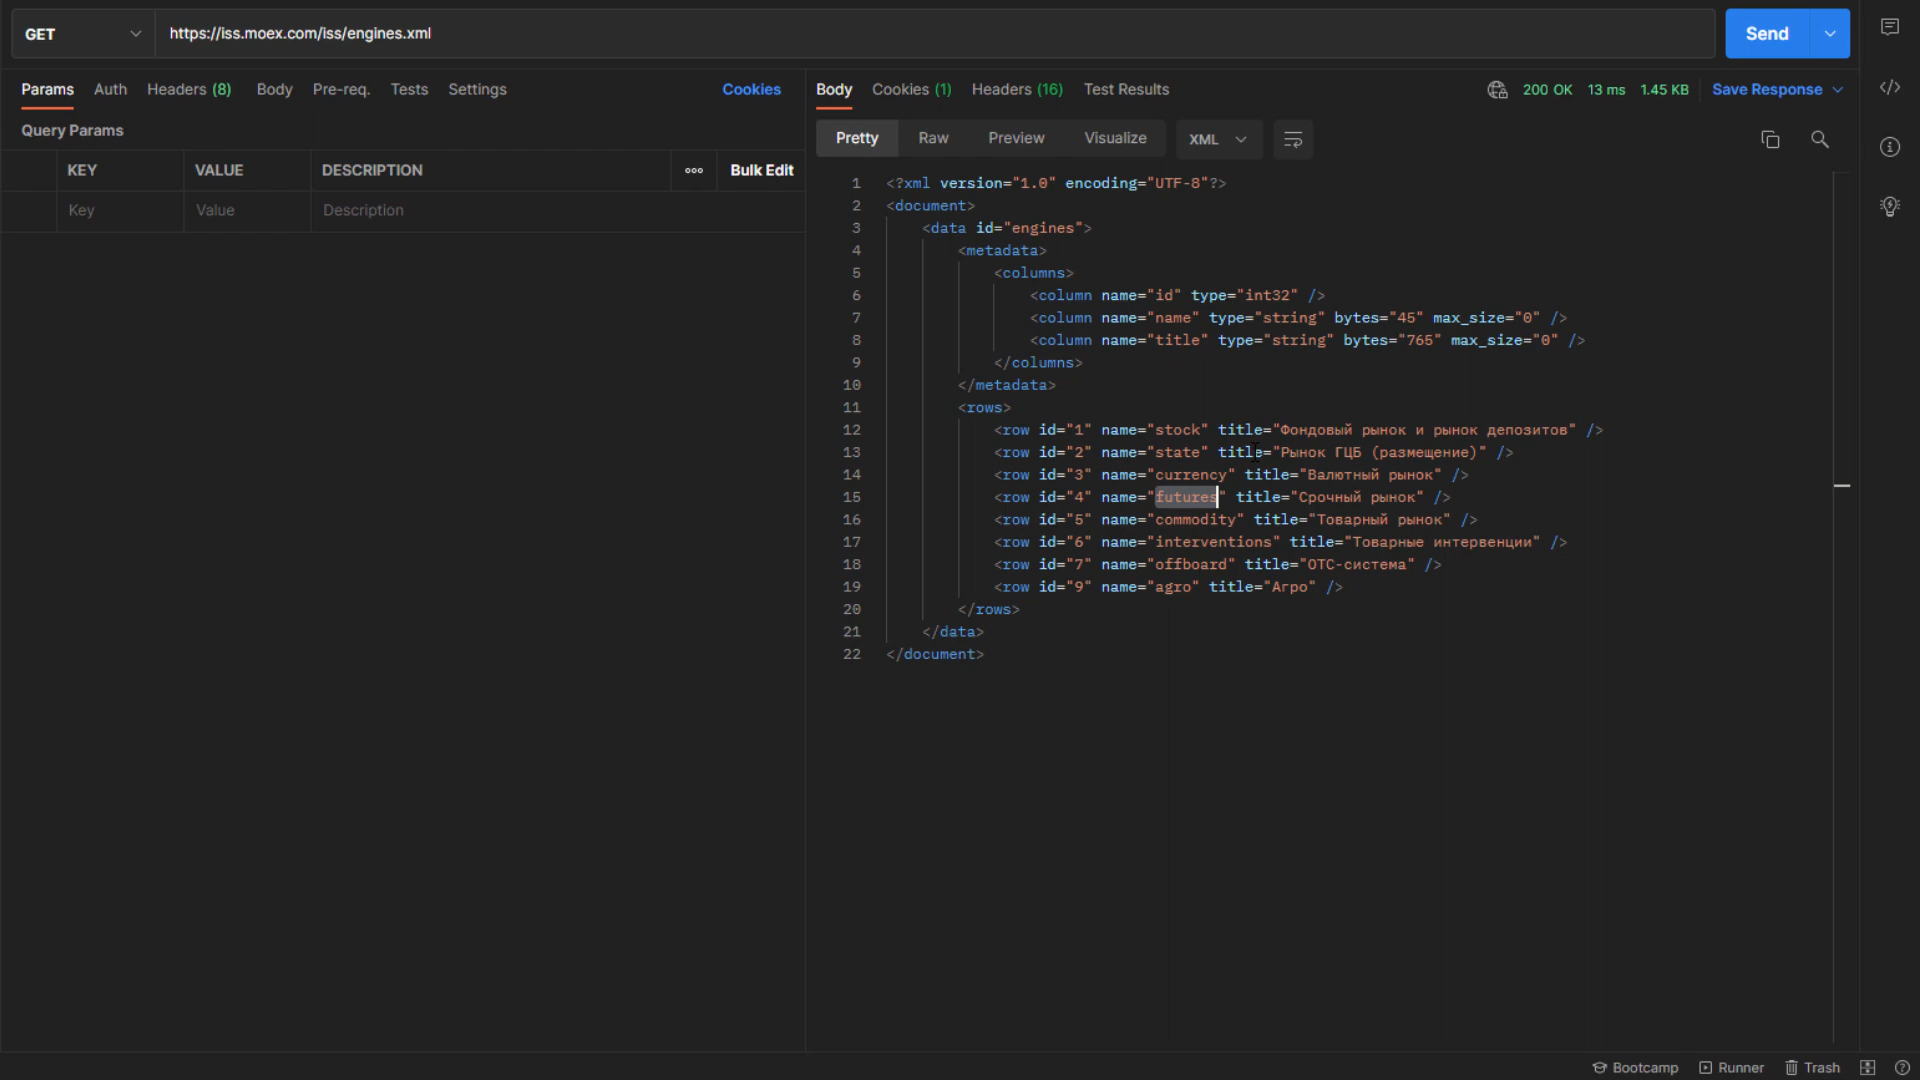 GET
https://iss.moex.com/iss/engines.xml
Send
Params Auth Headers (8) Body Pre-req. Tests Settings Cookies
Query Params
KEY VALUE DESCRIPTION ooo Bulk Edit
Key Value Description
Body Cookies (1) Headers (16) Test Results 200 OK 13 ms 1.45 KB Save Response
Pretty Raw Preview Visualize XML
1 <?xml version="1.0" encoding="UTF-8"?>
2 <document>
3 <data id="engines">
4 <metadata>
5 <columns>
6 <column name="id" type="int32" />
7 <column name="name" type="string" bytes="45" max_size="0" />
8 <column name="title" type="string" bytes="765" max_size="0" />
9 </columns>
10 </metadata>
11 <rows>
12 <row id="1" name="stock" title="Фондовый рынок и рынок депозитов" />
13 <row id="2" name="state" title="Рынок ГЦБ (размещение)" />
14 <row id="3" name="currency" title="Валютный рынок" />
15 <row id="4" name="futures" title="Срочный рынок" />
16 <row id="5" name="commodity" title="Товарный рынок" />
17 <row id="6" name="interventions" title="Товарные интервенции" />
18 <row id="7" name="offboard" title="ОТС-система" />
19 <row id="9" name="agro" title="Агро" />
20 </rows>
21 </data>
22 </document>
Bootcamp Runner Trash